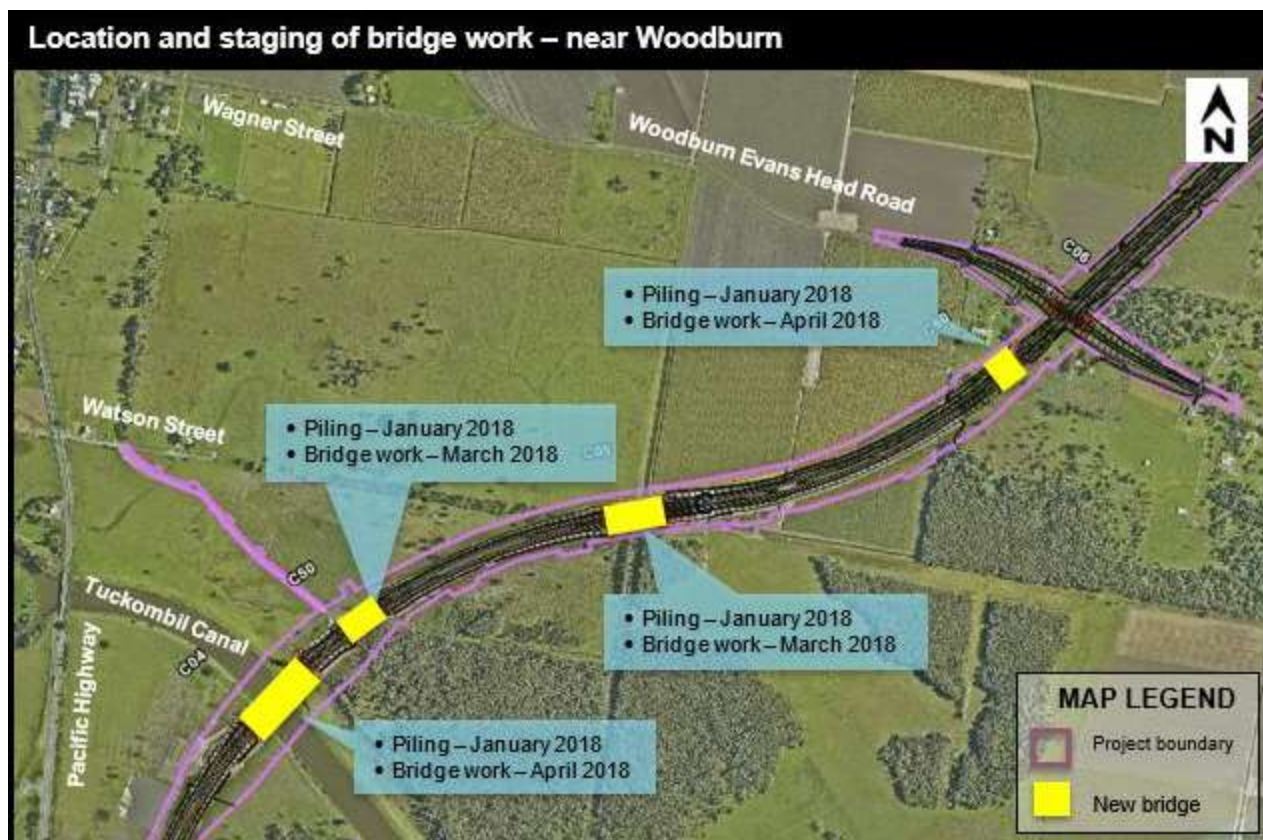 Location and staging of bridge work – near Woodburn
Wagner Street
Woodburn Evans Head Road
N
C06
• Piling – January 2018
• Bridge work – April 2018
Watson Street
• Piling – January 2018
• Bridge work – March 2018
C50
Tuckombil Canal
C04
Pacific Highway
• Piling – January 2018
• Bridge work – March 2018
• Piling – January 2018
• Bridge work – April 2018
MAP LEGEND
Project boundary
New bridge